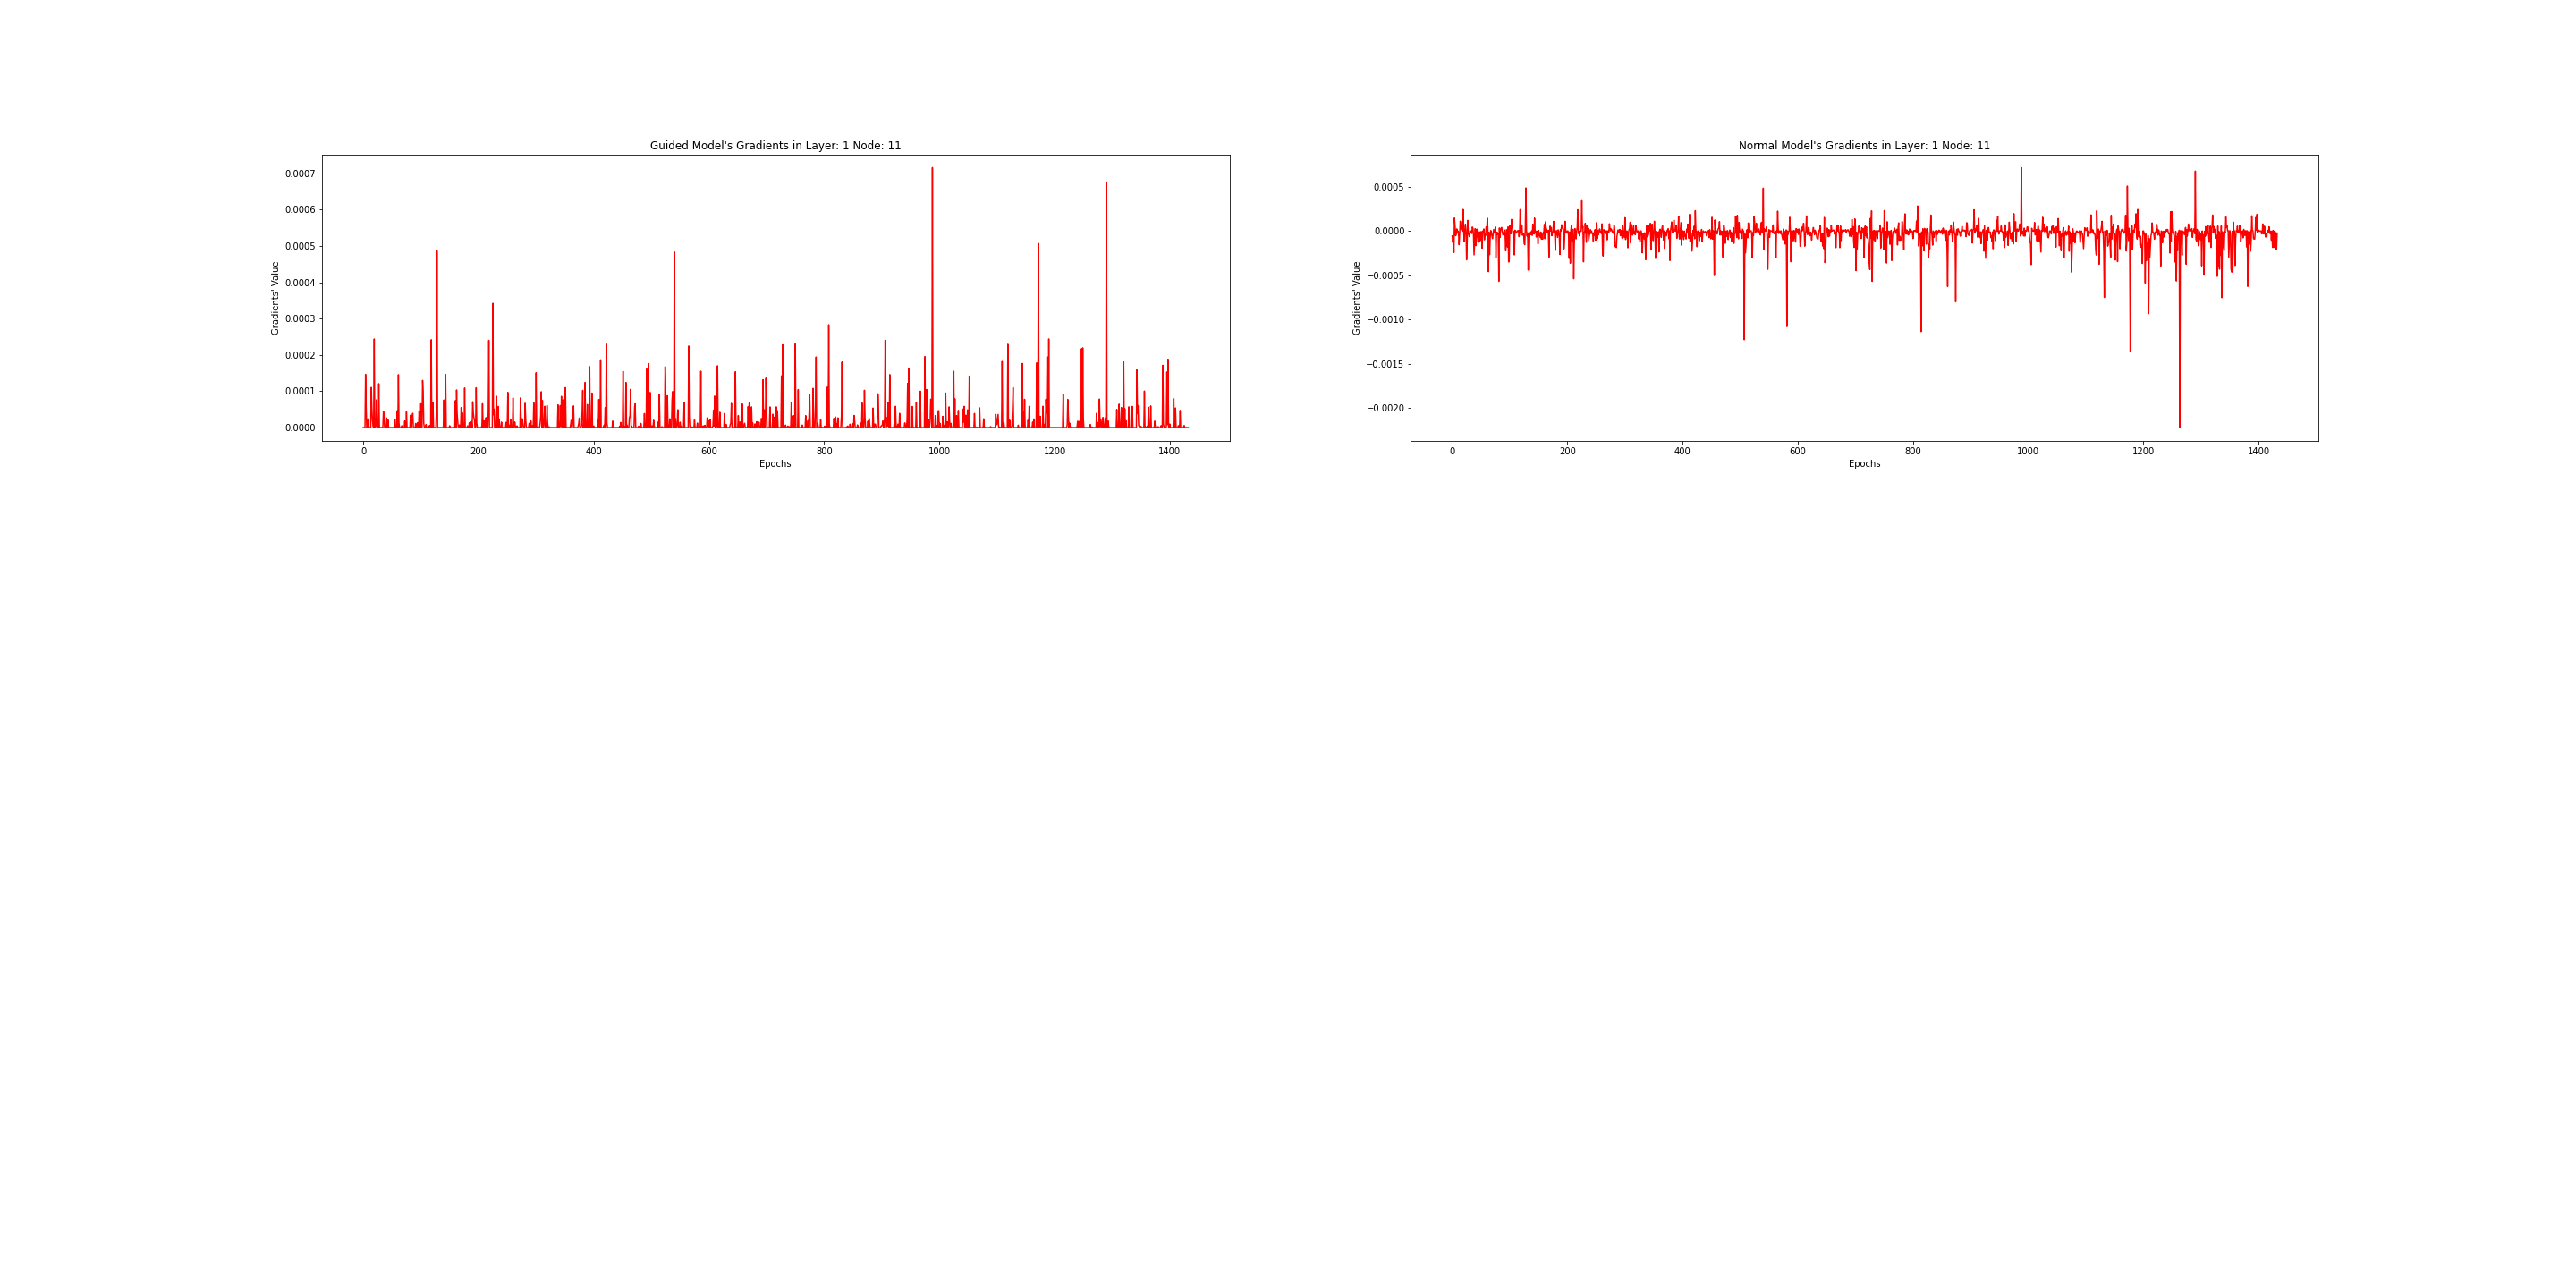 Guided Model's Gradients in Layer: 1 Node: 11
Gradients' Value
0.0007
0.0006
0.0005
0.0004
0.0003
0.0002
0.0001
0.0000
0 200 400 600 800 1000 1200 1400
Epochs
Normal Model's Gradients in Layer: 1 Node: 11
Gradients' Value
0.0005
0.0000
−0.0005
−0.0010
−0.0015
−0.0020
0 200 400 600 800 1000 1200 1400
Epochs